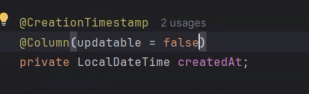 @CreationTimestamp 2 usages
@Column(updatable = false)
private LocalDateTime createdAt;